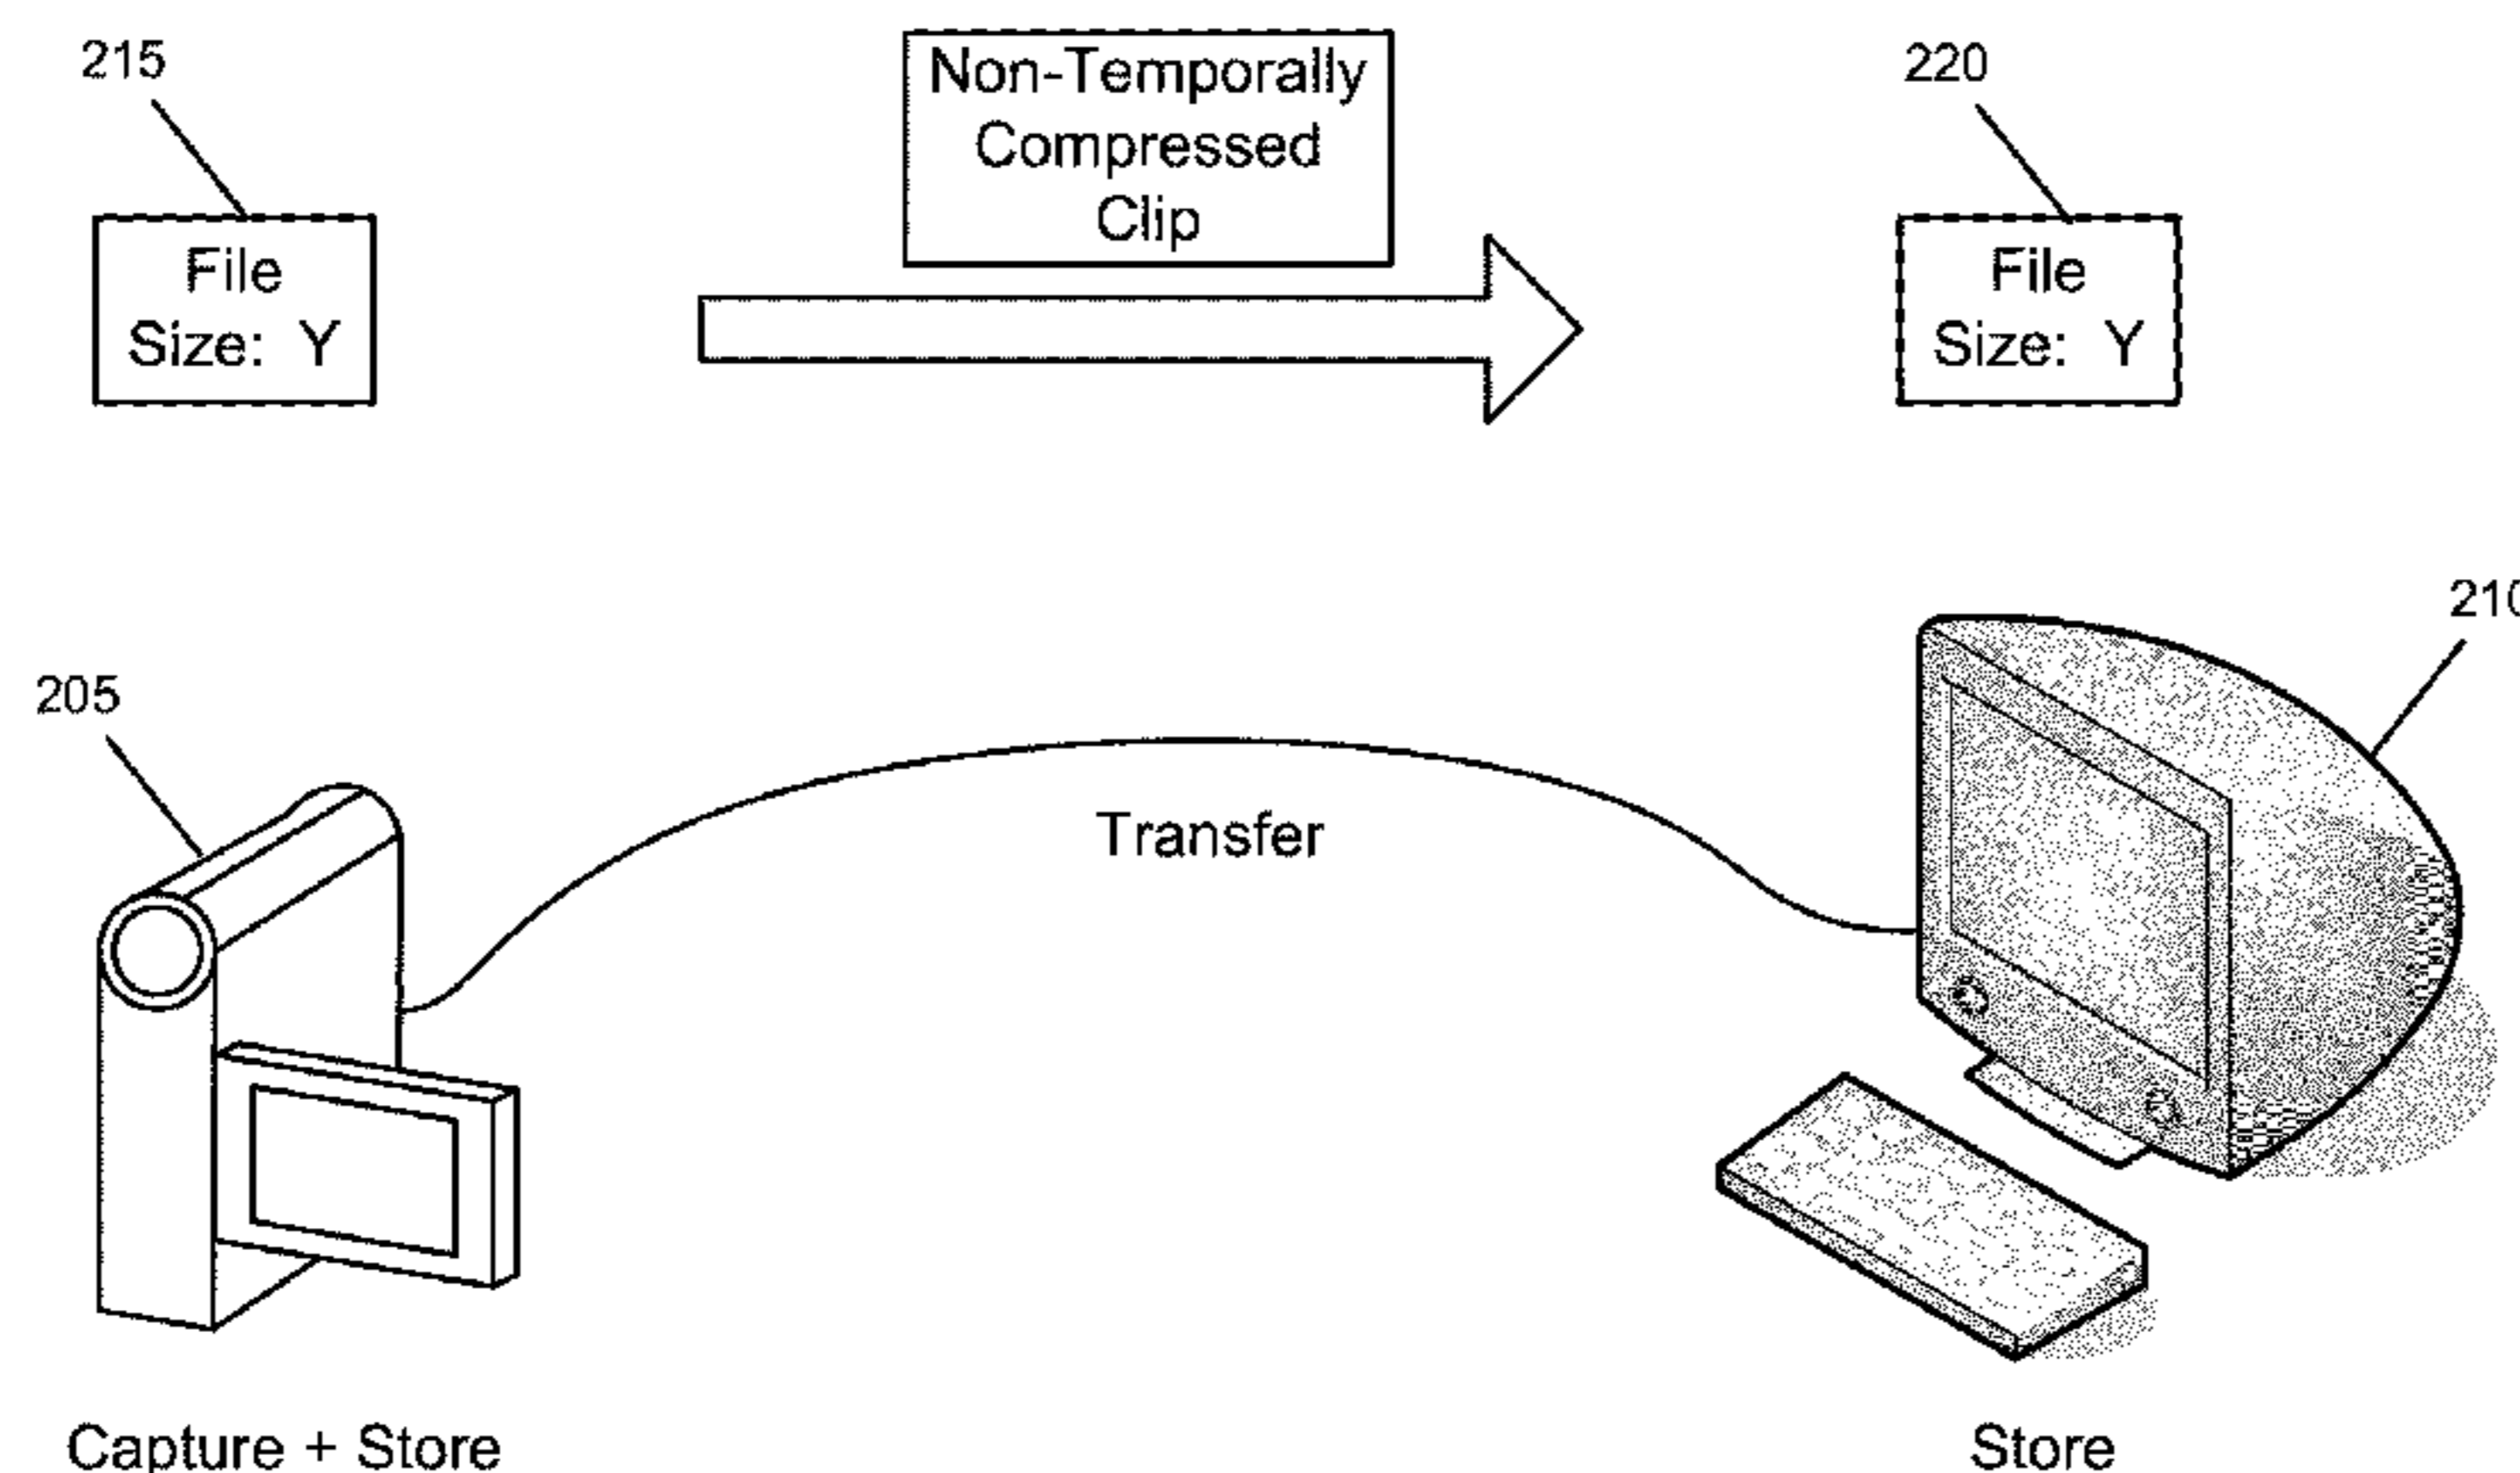 215
Non-Temporally
Compressed
Clip
220
File
Size: Y
File
Size: Y
210
205
Transfer
Capture + Store
Store